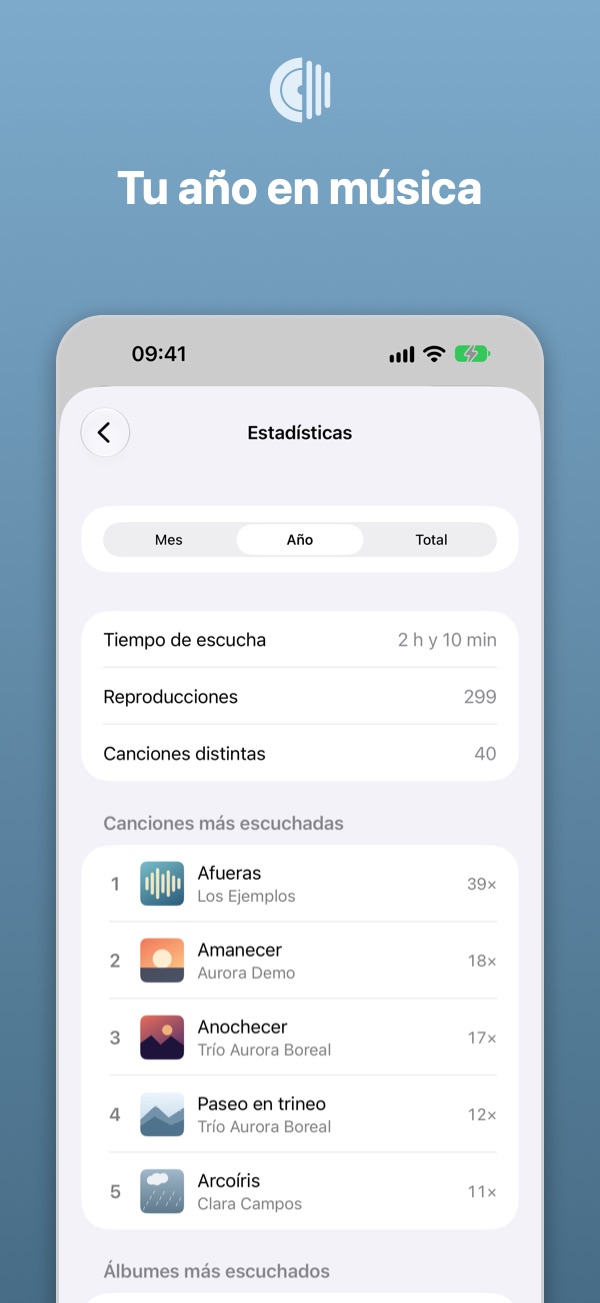 Tu año en música
09:41
Estadísticas
Mes Año Total
Tiempo de escucha 2 h y 10 min
Reproducciones 299
Canciones distintas 40
Canciones más escuchadas
1 Afueras 39×
Los Ejemplos
2 Amanecer 18×
Aurora Demo
3 Anochecer 17×
Trío Aurora Boreal
4 Paseo en trineo 12×
Trío Aurora Boreal
5 Arcoíris 11×
Clara Campos
Álbumes más escuchados